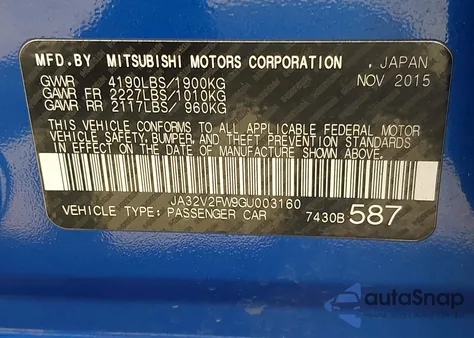 MFD.BY MITSUBISHI MOTORS CORPORATION , JAPAN
GVWR 4190LBS/1900KG NOV 2015
GAWR FR 2227LBS/1010KG
GAWR RR 2117LBS/ 960KG
THIS VEHICLE CONFORMS TO ALL APPLICABLE FEDERAL MOTOR
VEHICLE SAFETY, BUMPER, AND THEFT PREVENTION STANDARDS
IN EFFECT ON THE DATE OF MANUFACTURE SHOWN ABOVE.
JA32V2FW9GU003160
VEHICLE TYPE: PASSENGER CAR 7430B 587
autoSnap